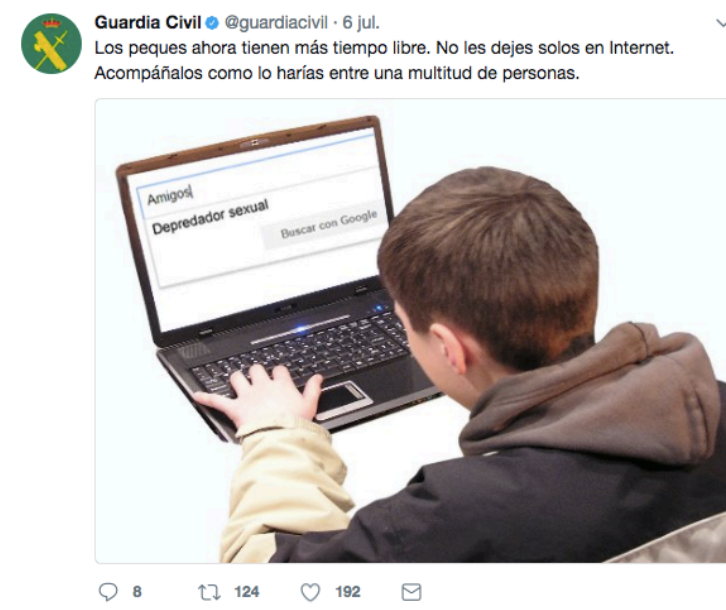 Guardia Civil @guardiacivil · 6 jul.
Los peques ahora tienen más tiempo libre. No les dejes solos en Internet.
Acompáñalos como lo harías entre una multitud de personas.
Amigos
Depredador sexual
Buscar con Google
8 124 192